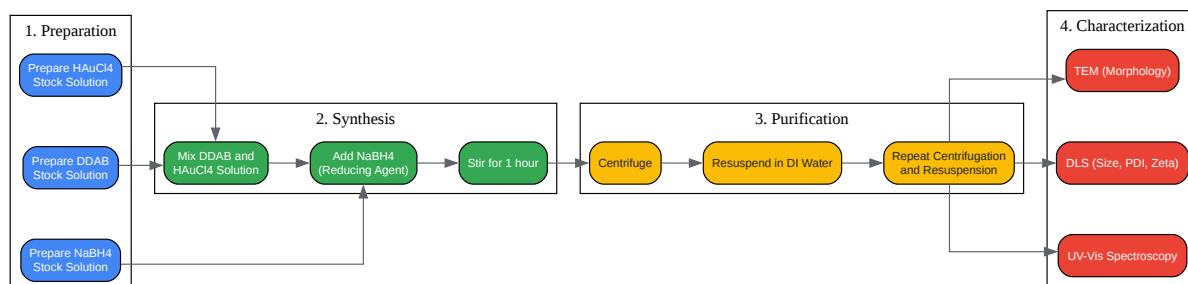 1. Preparation
Prepare HAuCl4
Stock Solution
Prepare DDAB
Stock Solution
Prepare NaBH4
Stock Solution
2. Synthesis
Mix DDAB and
HAuCl4 Solution
Add NaBH4
(Reducing Agent)
Stir for 1 hour
3. Purification
Centrifuge
Resuspend in DI Water
Repeat Centrifugation
and Resuspension
4. Characterization
TEM (Morphology)
DLS (Size, PDI, Zeta)
UV-Vis Spectroscopy